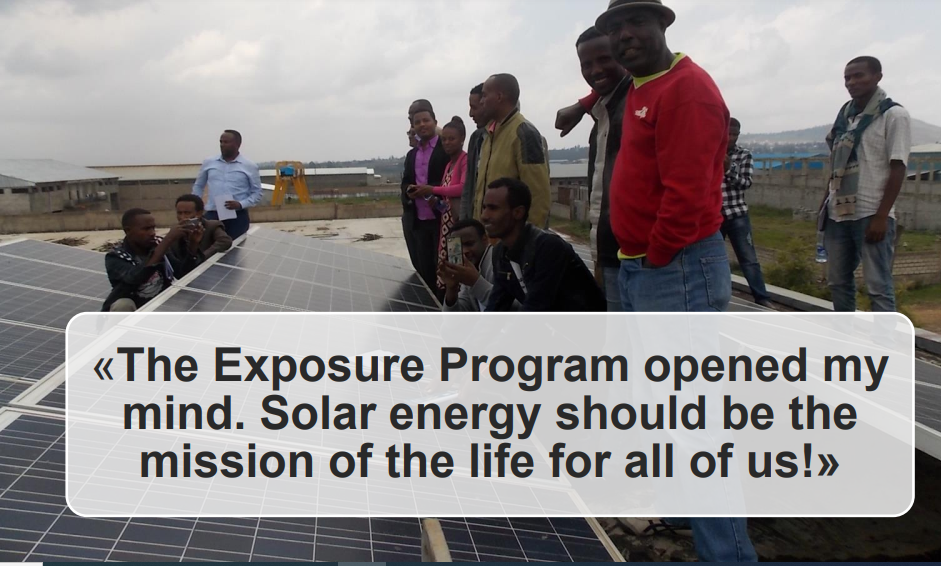 «The Exposure Program opened my
mind. Solar energy should be the
mission of the life for all of us!»